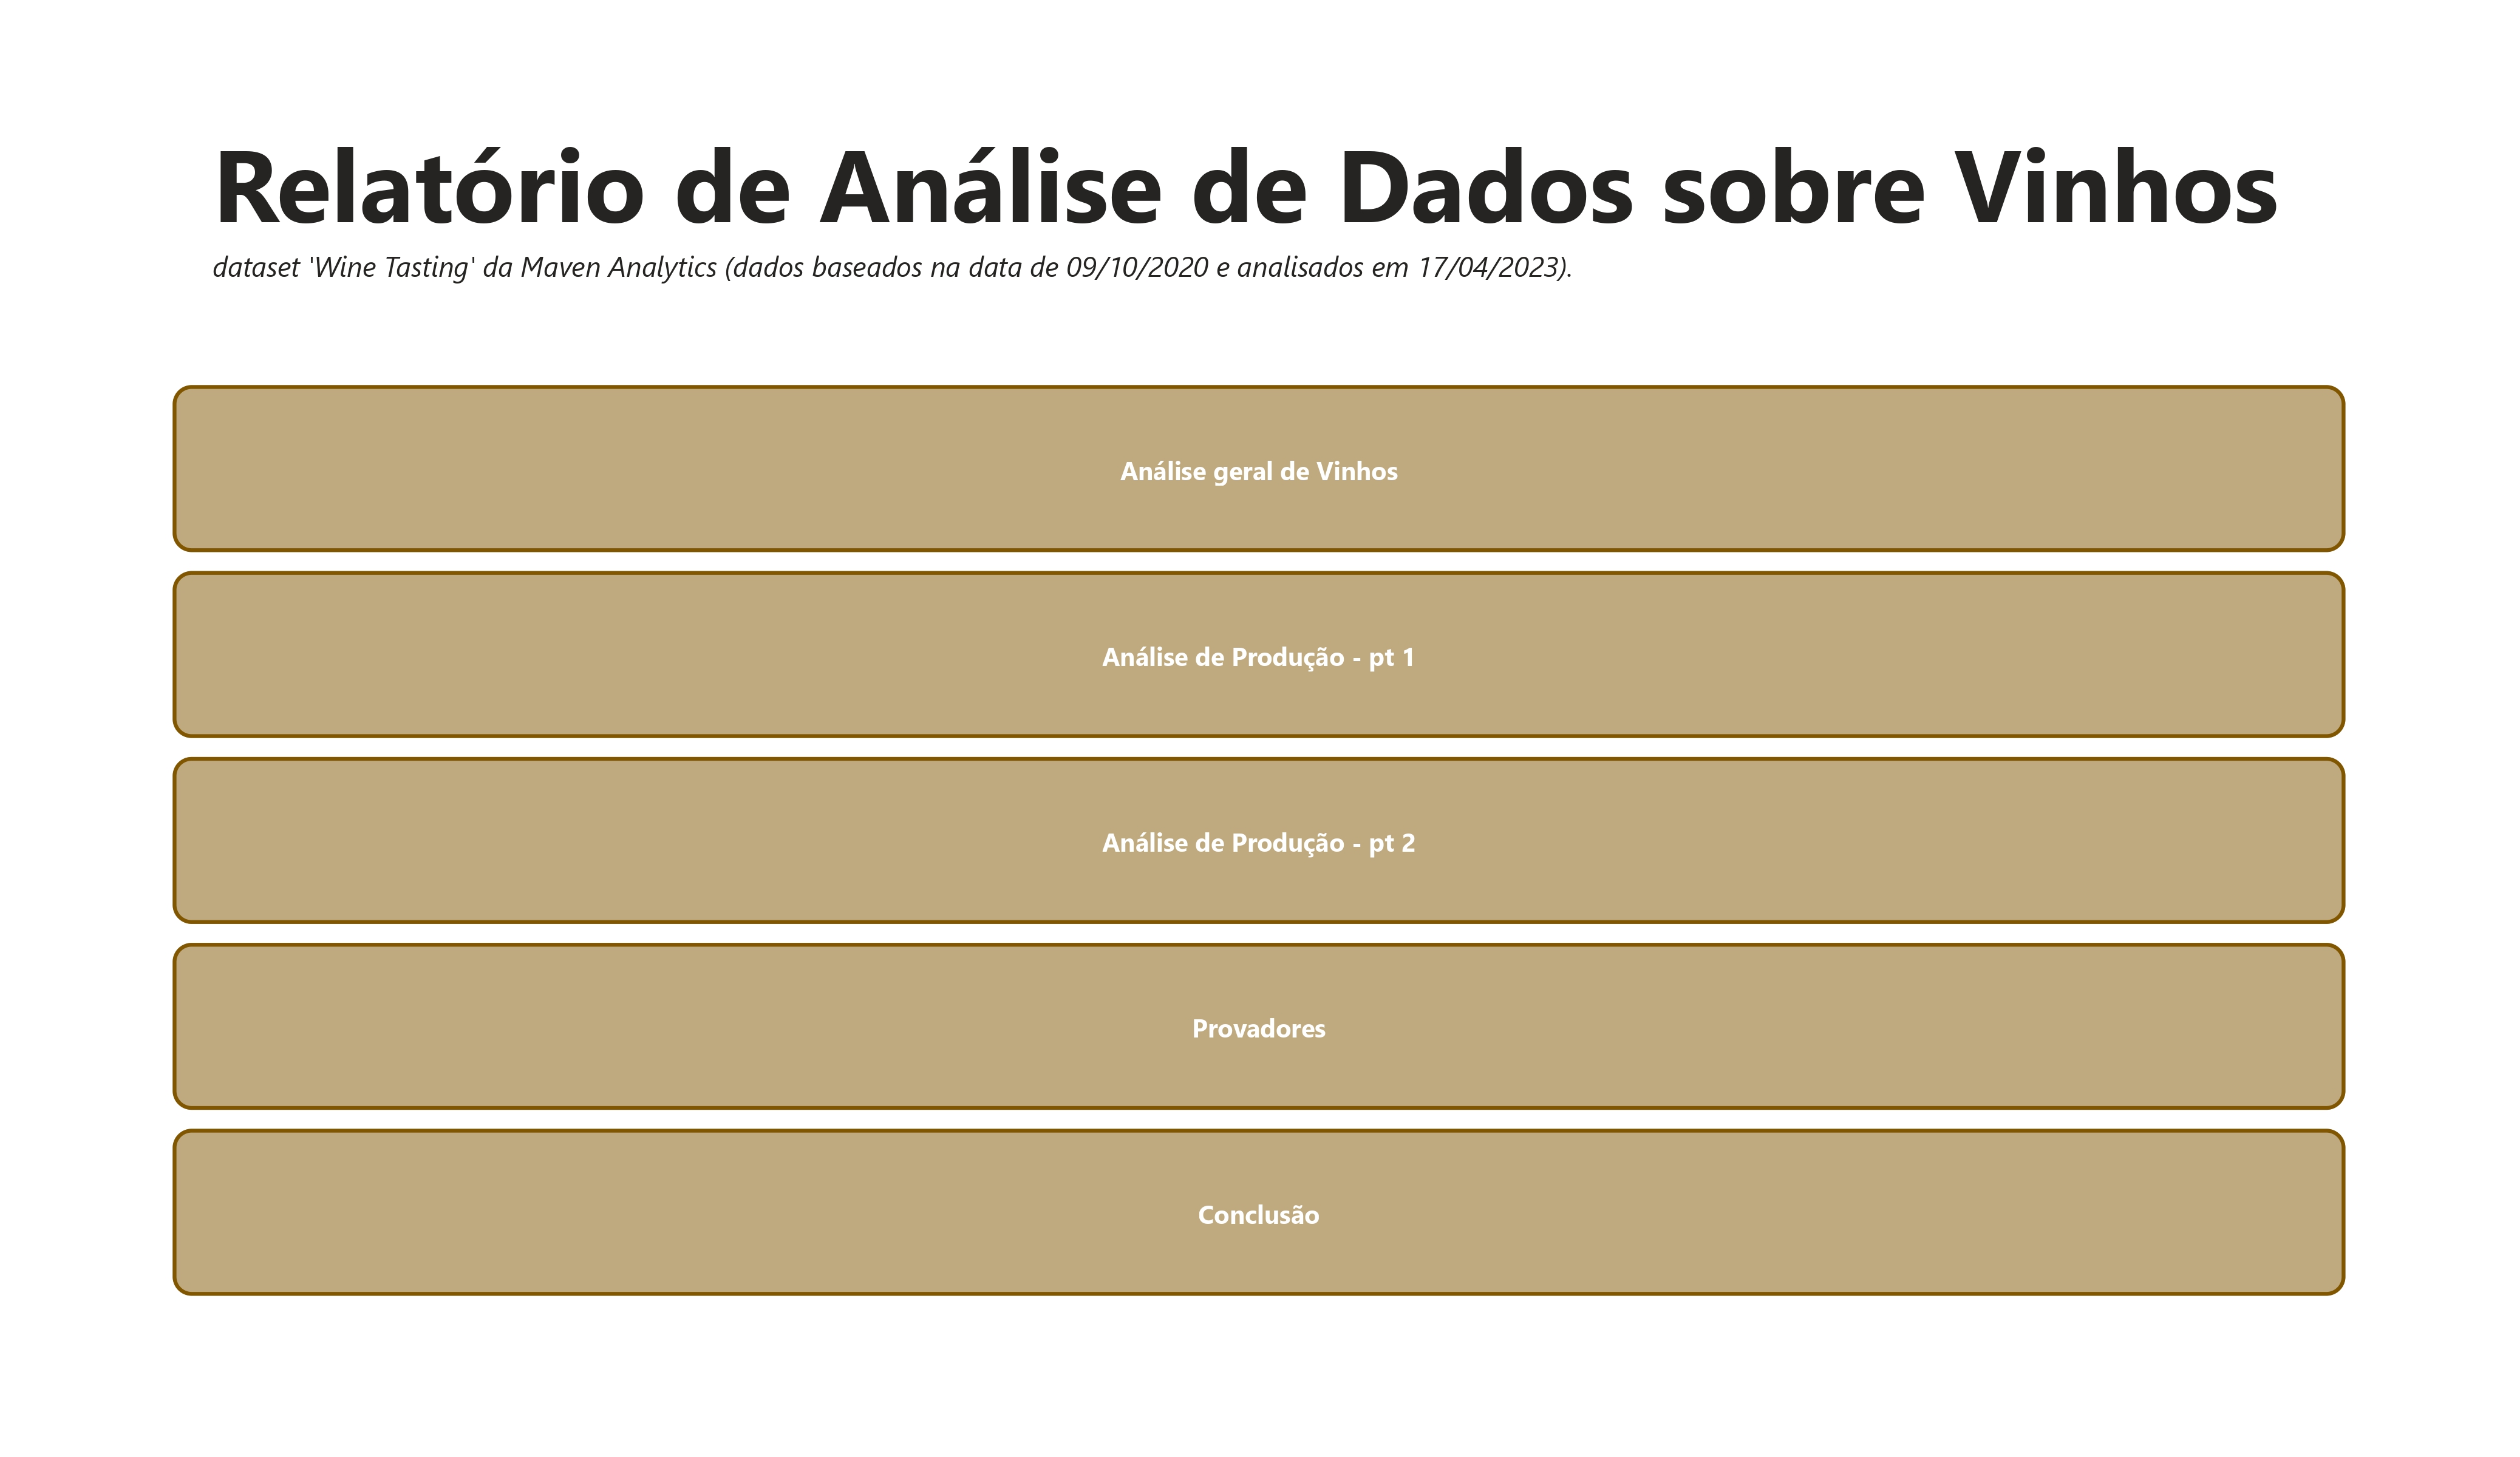 Relatório de Análise de Dados sobre Vinhos
dataset 'Wine Tasting' da Maven Analytics (dados baseados na data de 09/10/2020 e analisados em 17/04/2023).
Análise geral de Vinhos
Análise de Produção - pt 1
Análise de Produção - pt 2
Provadores
Conclusão